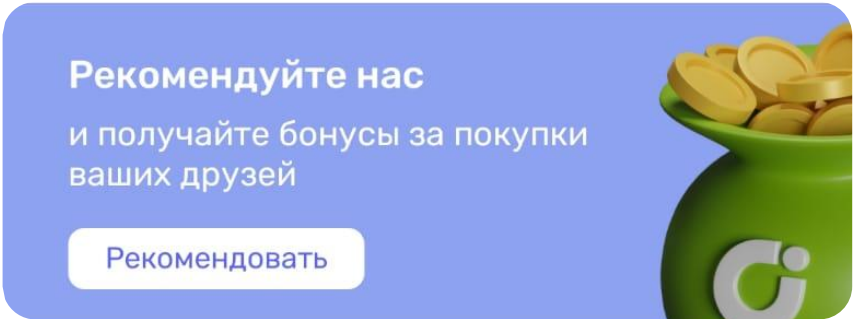 Рекомендуйте нас
и получайте бонусы за покупки
ваших друзей
Рекомендовать